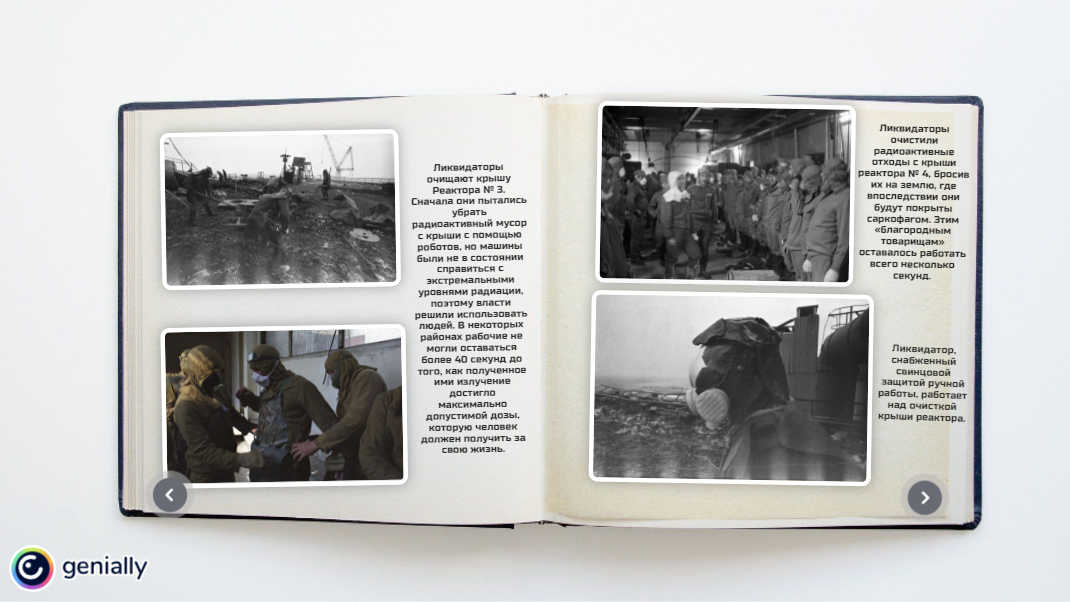 Ликвидаторы
очищают крышу
Реактора № 3.
Сначала они пытались
убрать
радиоактивный мусор
с крыши с помощью
роботов, но машины
были не в состоянии
справиться с
экстремальными
уровнями радиации,
поэтому власти
решили использовать
людей. В некоторых
районах рабочие не
могли оставаться
более 40 секунд до
того, как полученное
ими излучение
достигло
максимально
допустимой дозы,
которую человек
должен получить за
свою жизнь.
Ликвидаторы
очистили
радиоактивные
отходы с крыши
реактора № 4, бросив
их на землю, где
впоследствии они
будут покрыты
саркофагом. Этим
«благородным
товарищам»
оставалось работать
всего несколько
секунд.
Ликвидатор,
снабженный
свинцовой
защитой ручной
работы, работает
над очисткой
крыши реактора.
genially